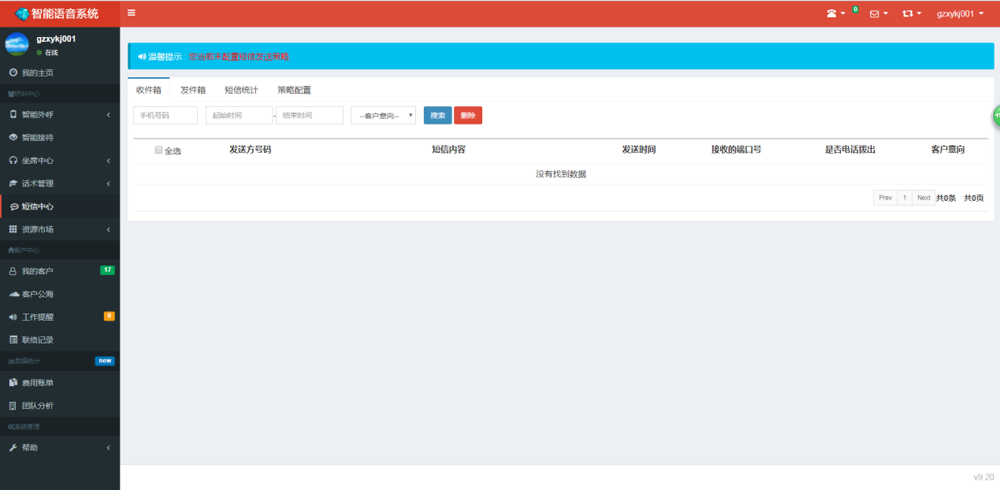 智能语音系统
0
gzxykj001
gzxykj001
在线
我的主页
呼叫中心
智能外呼
智能接待
坐席中心
话术管理
短信中心
资源市场
客户中心
我的客户 17
客户公海
工作提醒 0
联络记录
数据统计 new
费用账单
团队分析
系统管理
帮助
温馨提示 : 您当前未配置短信发送策略
收件箱 发件箱 短信统计 策略配置
手机号码 起始时间 - 结束时间 --客户意向-- 搜索 删除
全选 发送方号码 短信内容 发送时间 接收的端口号 是否电话拨出 客户意向
没有找到数据
Prev 1 Next 共0条 共0页
v9.20